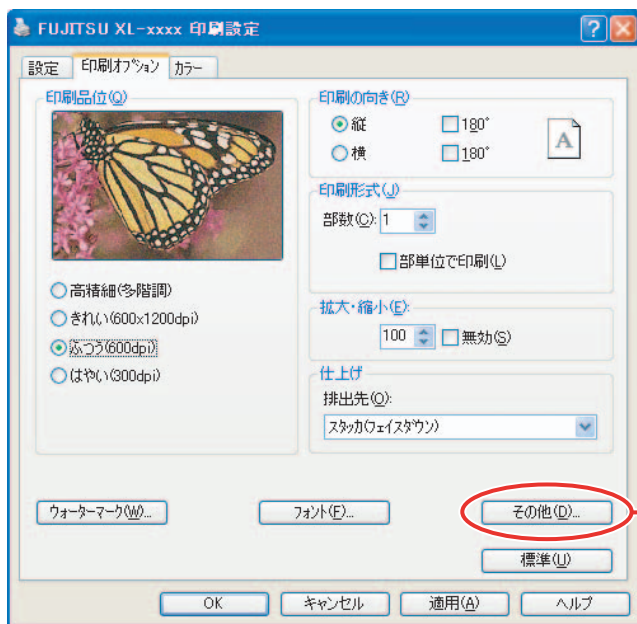 FUJITSU XL-xxxx 印刷設定
設定 印刷オプション カラー
印刷品位(Q)
高精細(多階調)
きれい(600x1200dpi)
ふつう(600dpi)
はやい(300dpi)
印刷の向き(R)
縦 180°
横 180°
A
印刷形式(J)
部数(C): 1
部単位で印刷(L)
拡大・縮小(E):
100 無効(S)
仕上げ
排出先(O):
スタッカ(フェイスダウン)
ウォーターマーク(W)... フォント(F)... その他(D)...
標準(U)
OK キャンセル 適用(A) ヘルプ